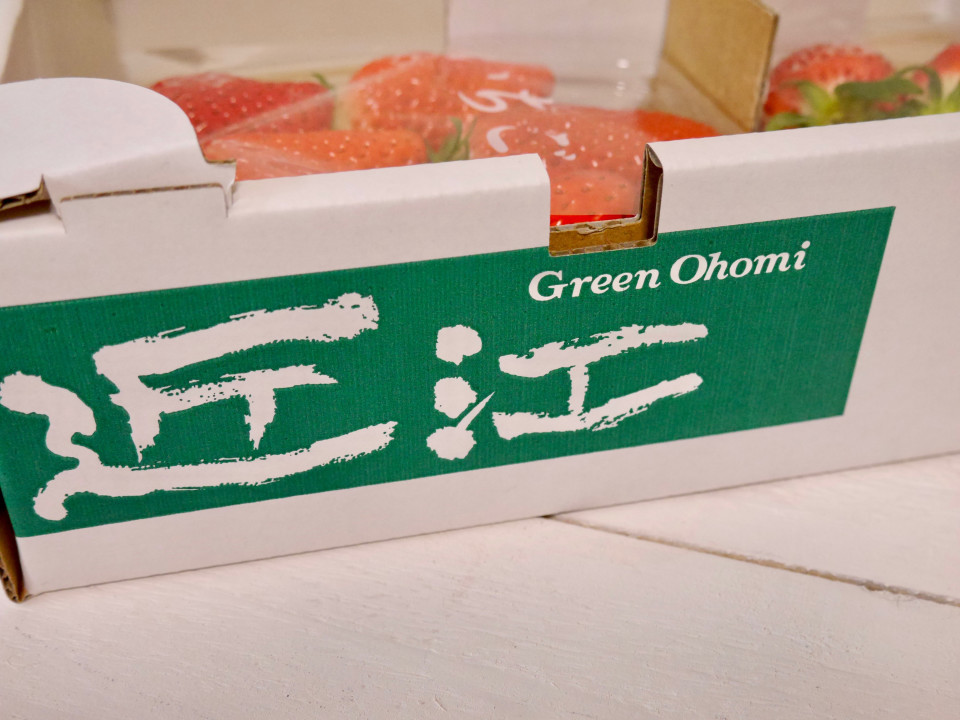 Green Ohomi
近江